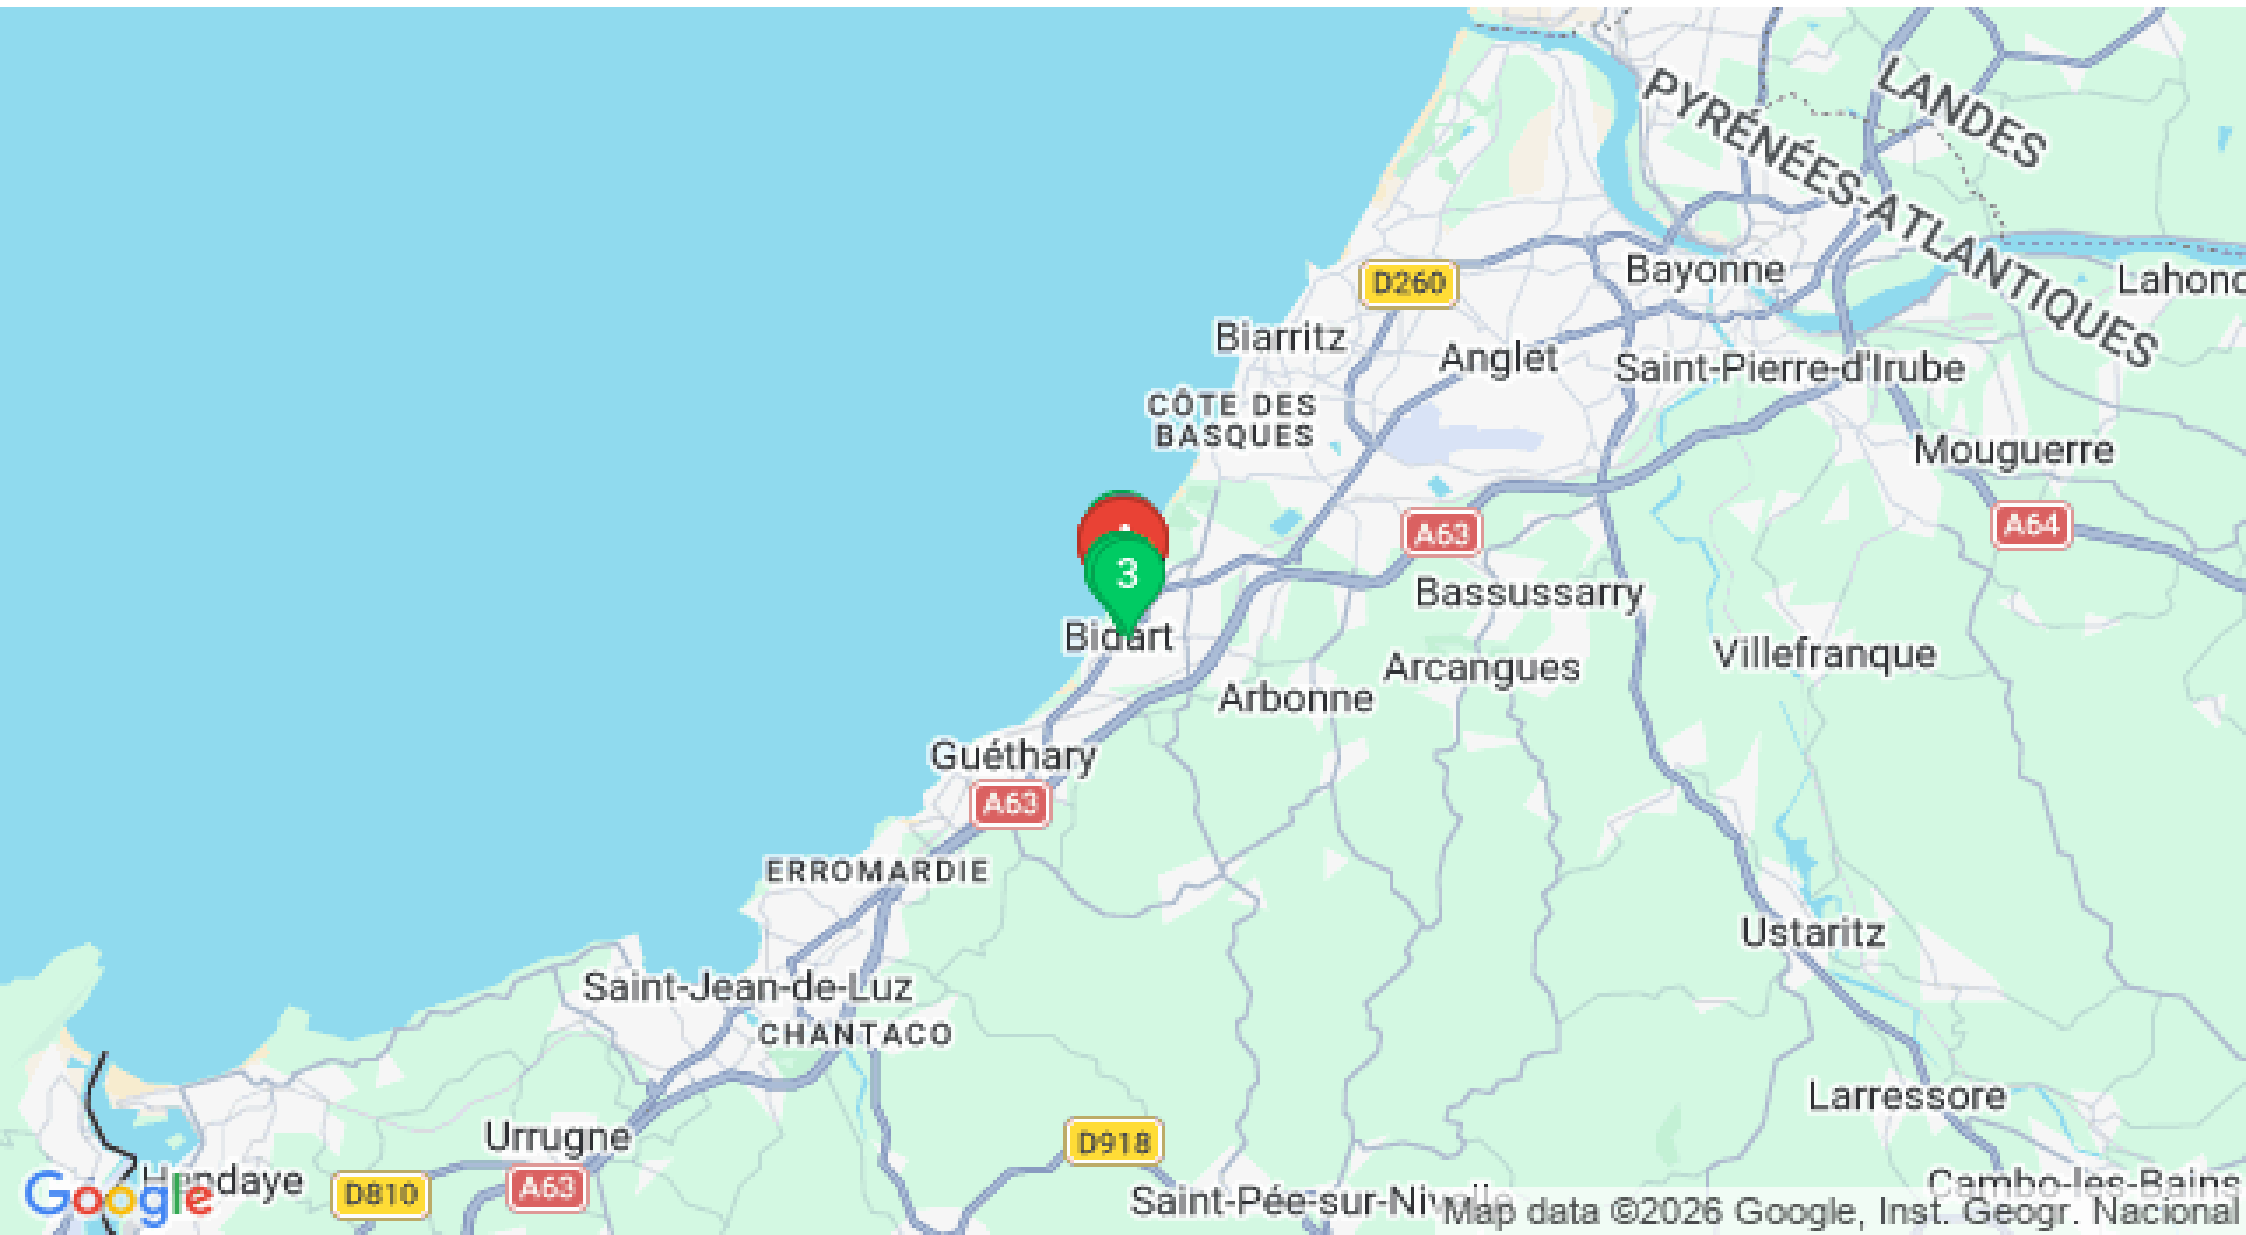 LANDES
PYRÉNÉES-ATLANTIQUES
Bayonne
Lahonc
D260
Biarritz
Anglet
Saint-Pierre-d'Irube
CÔTE DES
BASQUES
Mouguerre
A63
A64
3
Bassussarry
Bidart
Villefranque
Arcangues
Arbonne
Guéthary
A63
ERROMARDIE
Ustaritz
Saint-Jean-de-Luz
CHANTACO
Larressore
Urrugne
D918
Hendaye
D810
A63
Cambo-les-Bains
Saint-Pée-sur-Nivelle
Google
Map data ©2026 Google, Inst. Geogr. Nacional